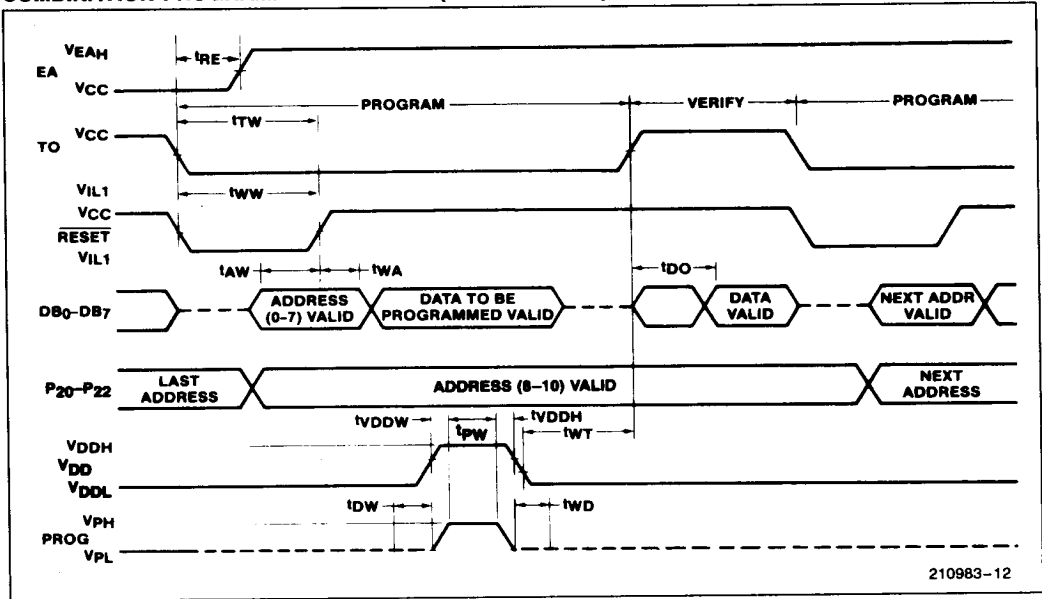 VEAH
EA
VCC
tRE
PROGRAM
VERIFY
PROGRAM
tTW
TO
VCC
VIL1
tWW
VCC
RESET
VIL1
tAW
tWA
tDO
DB0–DB7
ADDRESS
(0–7) VALID
DATA TO BE
PROGRAMMED VALID
DATA
VALID
NEXT ADDR
VALID
P20–P22
LAST
ADDRESS
ADDRESS (8–10) VALID
NEXT
ADDRESS
tVDDW
tPW
tVDDH
tWT
VDDH
VDD
VDDL
tDW
tWD
VPH
PROG
VPL
210983–12